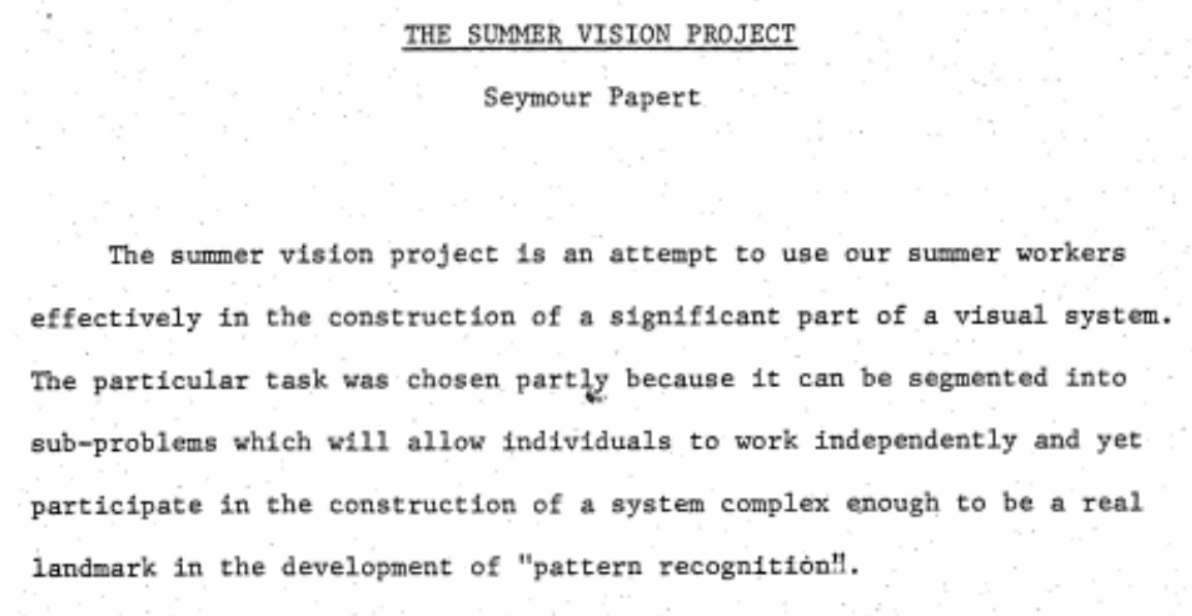 THE SUMMER VISION PROJECT
Seymour Papert
The summer vision project is an attempt to use our summer workers
effectively in the construction of a significant part of a visual system.
The particular task was chosen partly because it can be segmented into
sub-problems which will allow individuals to work independently and yet
participate in the construction of a system complex enough to be a real
landmark in the development of "pattern recognition".